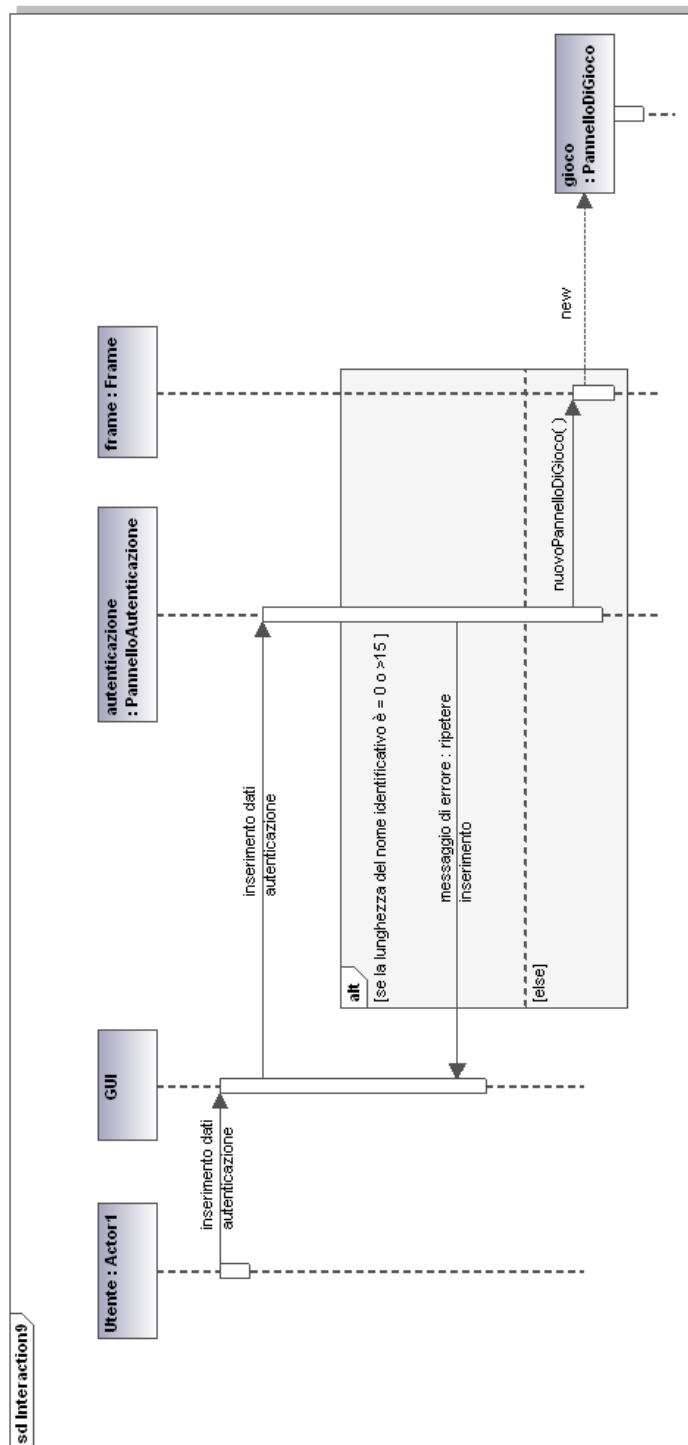 sd Interaction9
Utente : Actor1
GUI
autenticazione
: PannelloAutenticazione
frame : Frame
inserimento dati
autenticazione
inserimento dati
autenticazione
alt
[se la lunghezza del nome identificativo è = 0 o >15 ]
messaggio di errore : ripetere
inserimento
[else]
nuovoPannelloDiGioco( )
new
gioco
: PannelloDiGioco